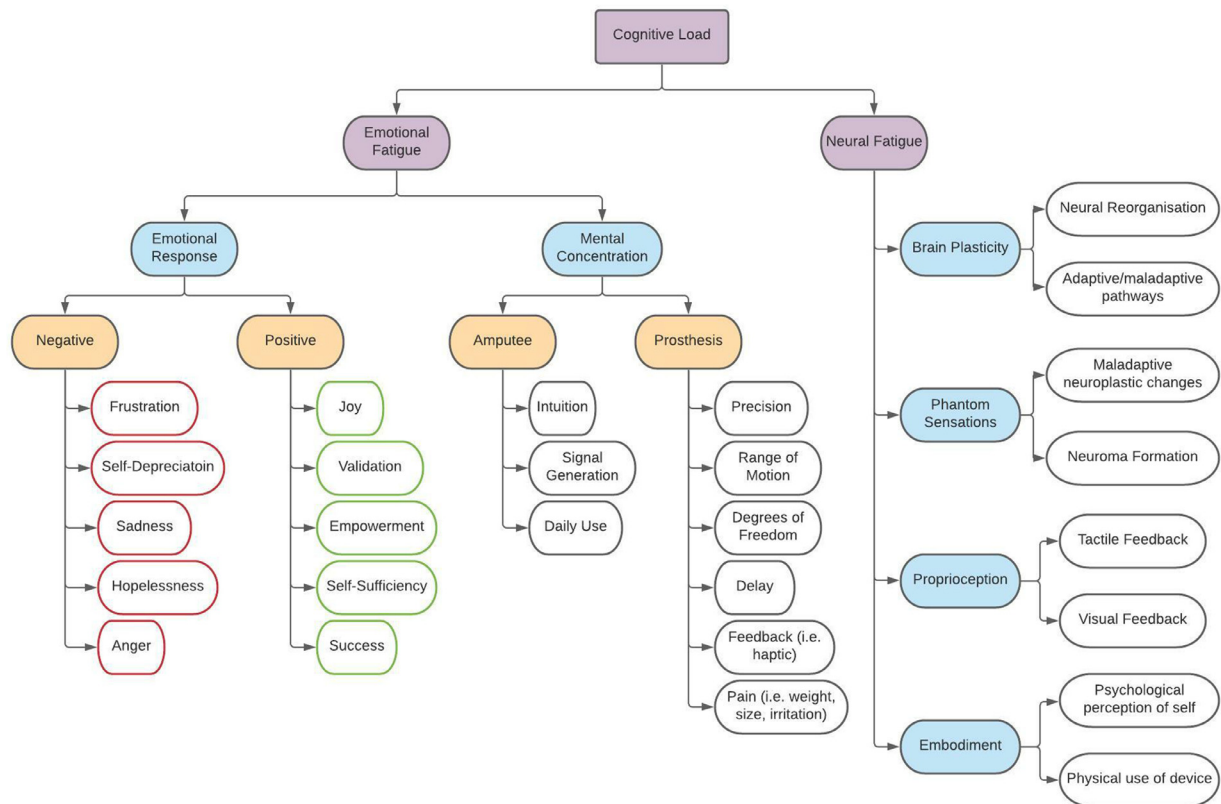 Cognitive Load
Emotional
Fatigue
Neural Fatigue
Emotional
Response
Mental
Concentration
Negative
Positive
Amputee
Prosthesis
Frustration
Self-Depreciatoin
Sadness
Hopelessness
Anger
Joy
Validation
Empowerment
Self-Sufficiency
Success
Intuition
Signal
Generation
Daily Use
Precision
Range of
Motion
Degrees of
Freedom
Delay
Feedback (i.e.
haptic)
Pain (i.e. weight,
size, irritation)
Brain Plasticity
Neural Reorganisation
Adaptive/maladaptive
pathways
Phantom
Sensations
Maladaptive
neuroplastic changes
Neuroma Formation
Proprioception
Tactile Feedback
Visual Feedback
Embodiment
Psychological
perception of self
Physical use of device